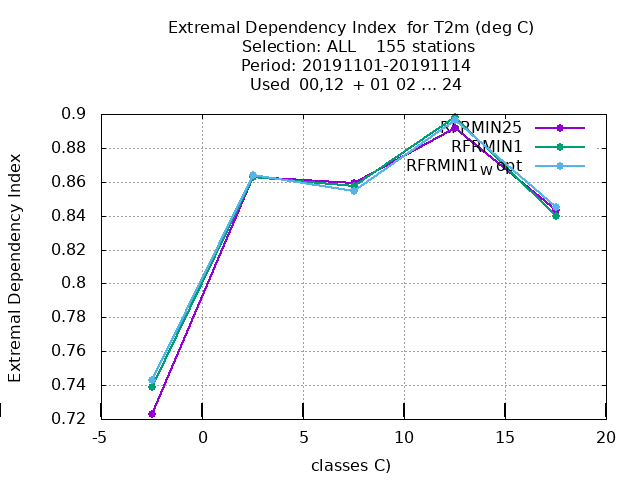 Extremal Dependency Index for T2m (deg C)
Selection: ALL 155 stations
Period: 20191101-20191114
Used 00,12 + 01 02 ... 24
Extremal Dependency Index
0.9
0.88
0.86
0.84
0.82
0.8
0.78
0.76
0.74
0.72
RFRMIN25
RFRMIN1
RFRMIN1W opt
-5 0 5 10 15 20
classes C)